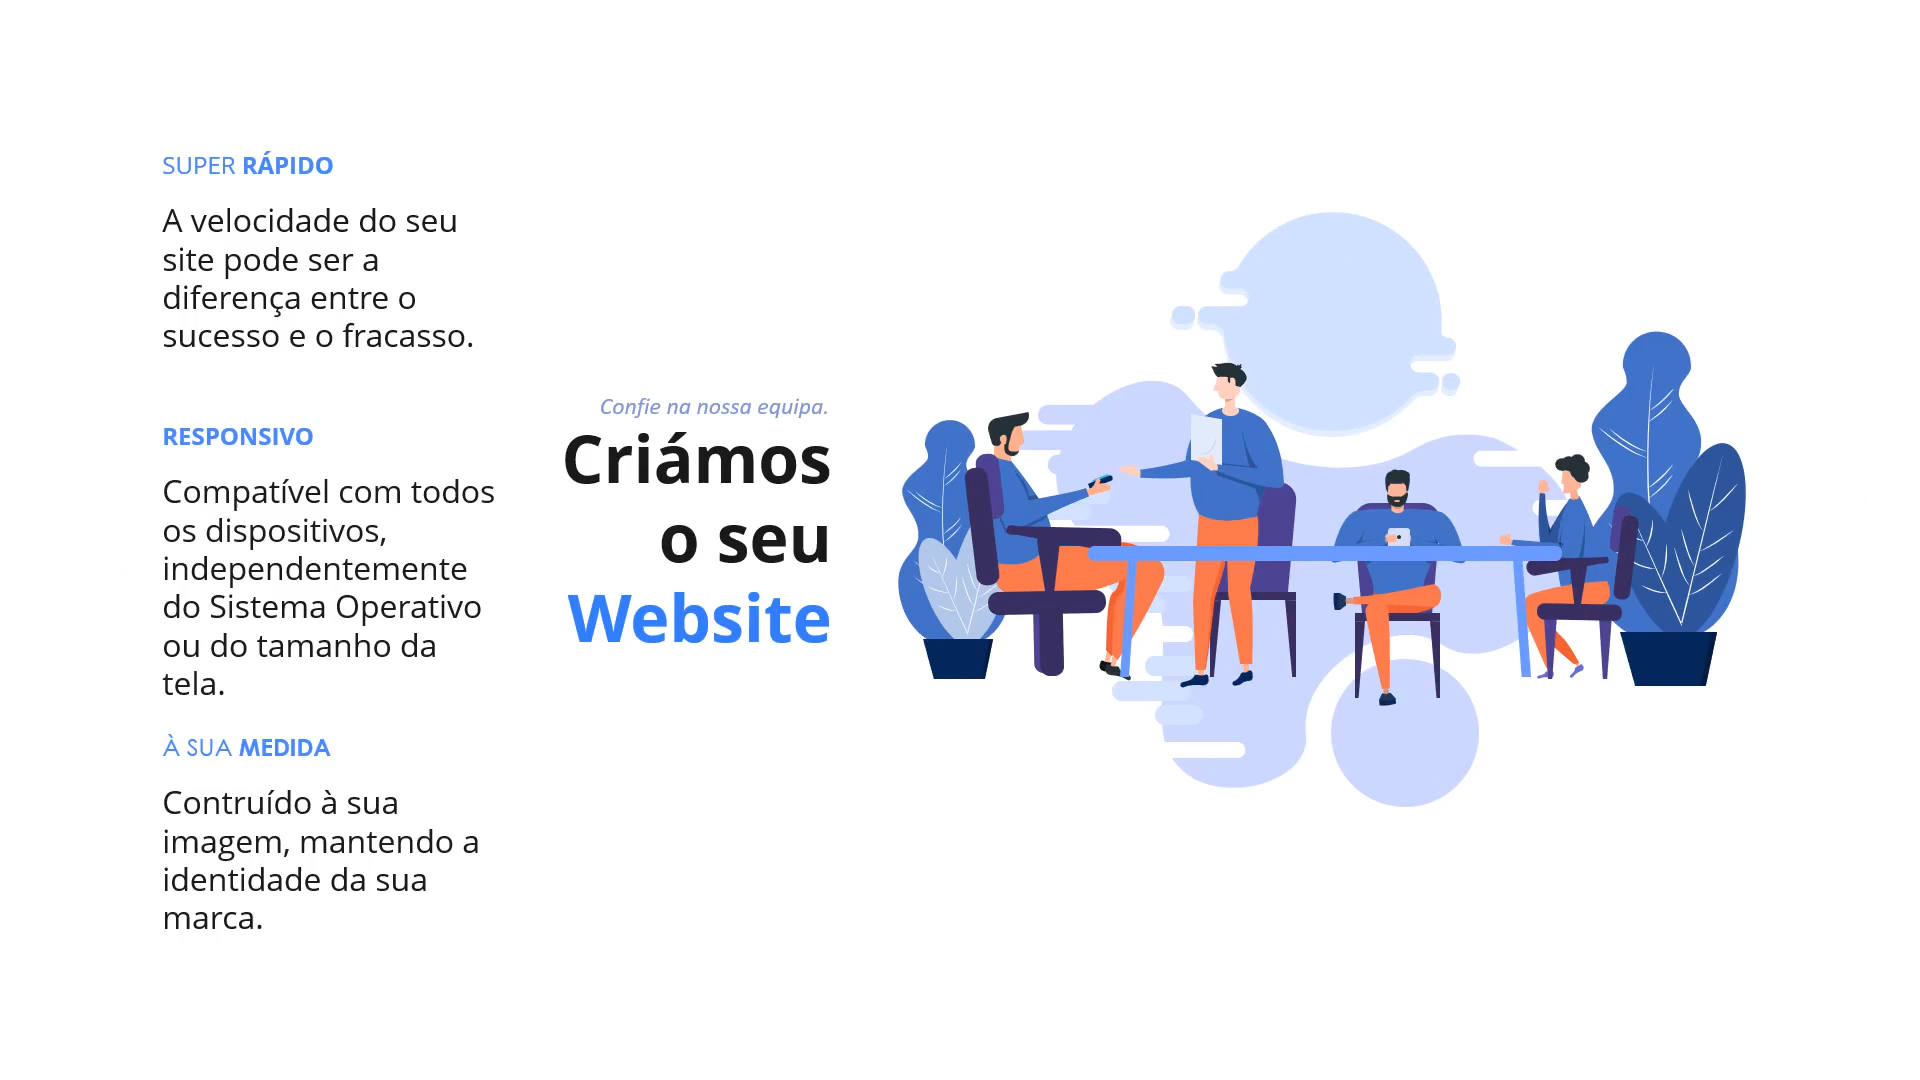 SUPER RÁPIDO
A velocidade do seu
site pode ser a
diferença entre o
sucesso e o fracasso.
RESPONSIVO
Compatível com todos
os dispositivos,
independentemente
do Sistema Operativo
ou do tamanho da
tela.
À SUA MEDIDA
Contruído à sua
imagem, mantendo a
identidade da sua
marca.
Confie na nossa equipa.
Criámos
o seu
Website